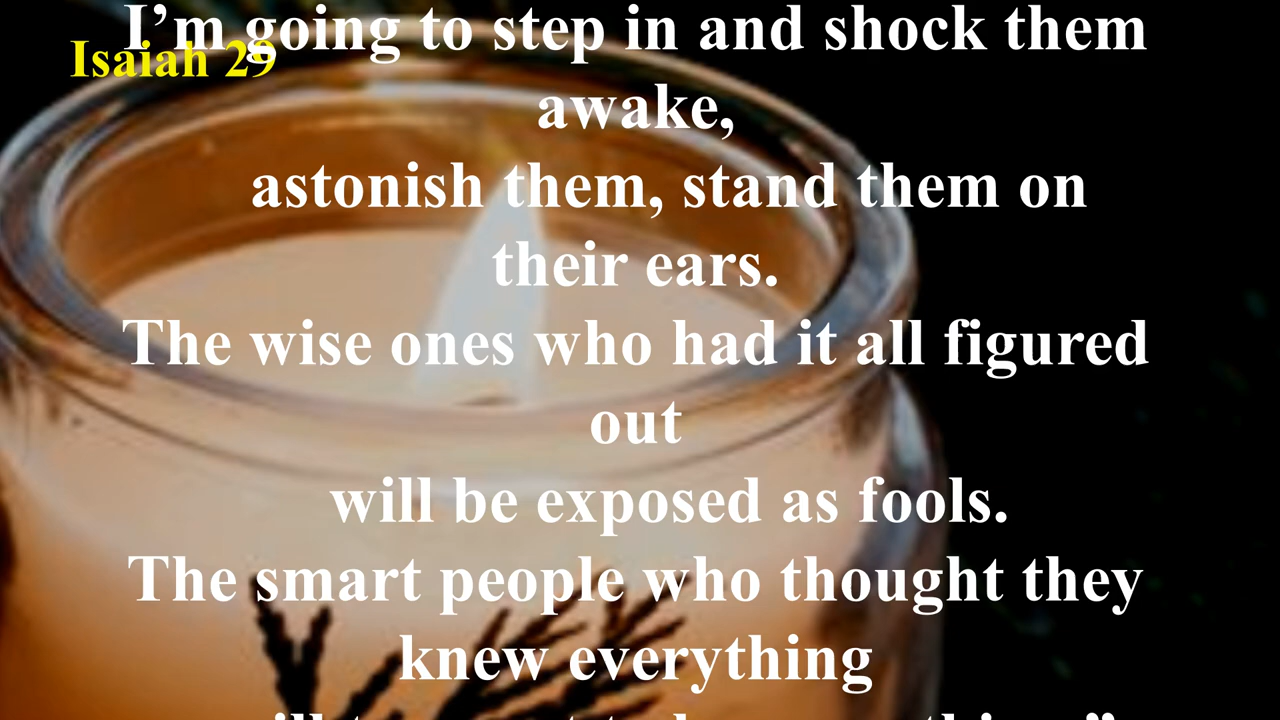 I’m going to step in and shock them
Isaiah 29
awake,
astonish them, stand them on
their ears.
The wise ones who had it all figured
out
will be exposed as fools.
The smart people who thought they
knew everything